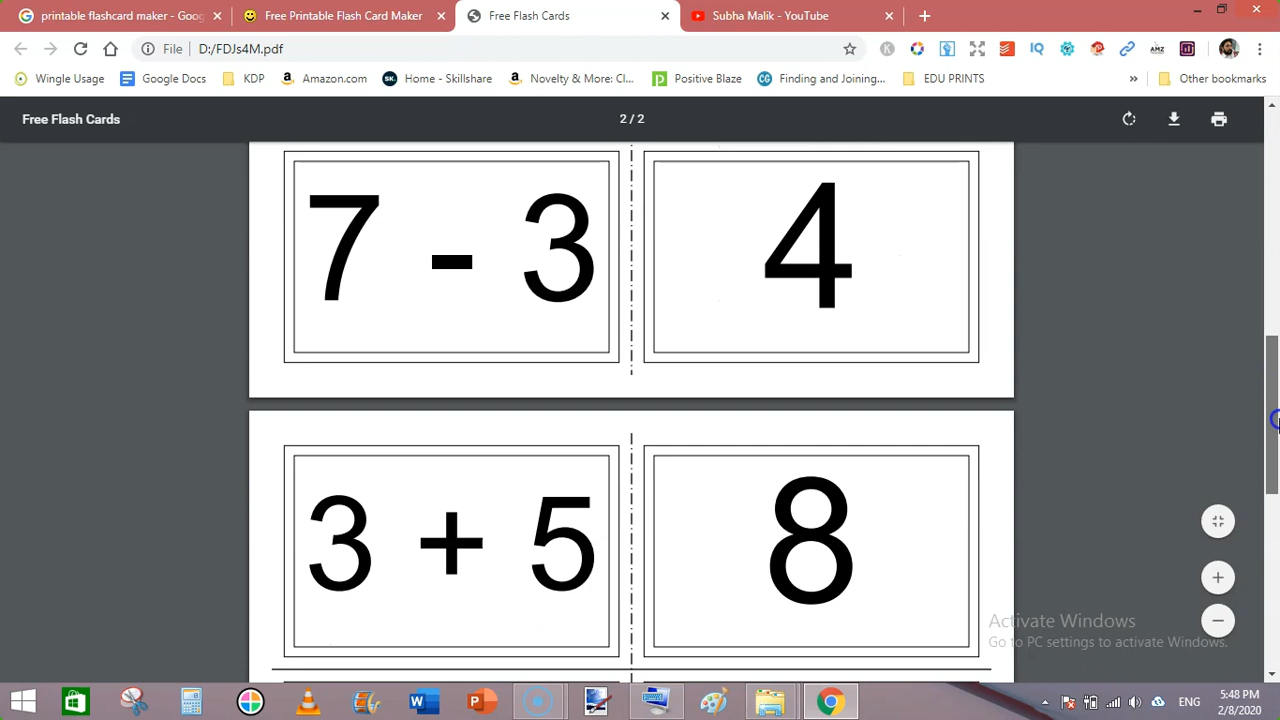 printable flashcard maker - Goog
Free Printable Flash Card Maker
Free Flash Cards
Subha Malik - YouTube
File
D:/FDJs4M.pdf
Wingle Usage
Google Docs
KDP
Amazon.com
Home - Skillshare
Novelty & More: Cl...
Positive Blaze
Finding and Joining...
EDU PRINTS
»
Other bookmarks
Free Flash Cards
2 / 2
7 - 3
4
3 + 5
8
Activate Windows
Go to PC settings to activate Windows.
ENG
5:48 PM
2/8/2020